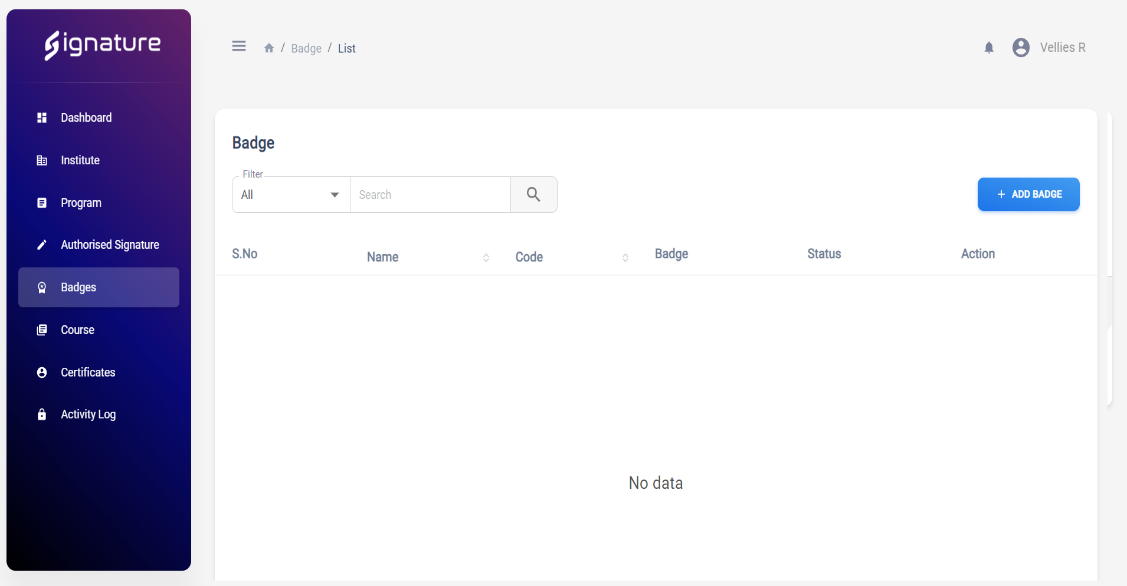 Signature
Dashboard
Institute
Program
Authorised Signature
Badges
Course
Certificates
Activity Log
/ Badge / List
Vellies R
Badge
Filter
All
Search
+ ADD BADGE
S.No Name Code Badge Status Action
No data